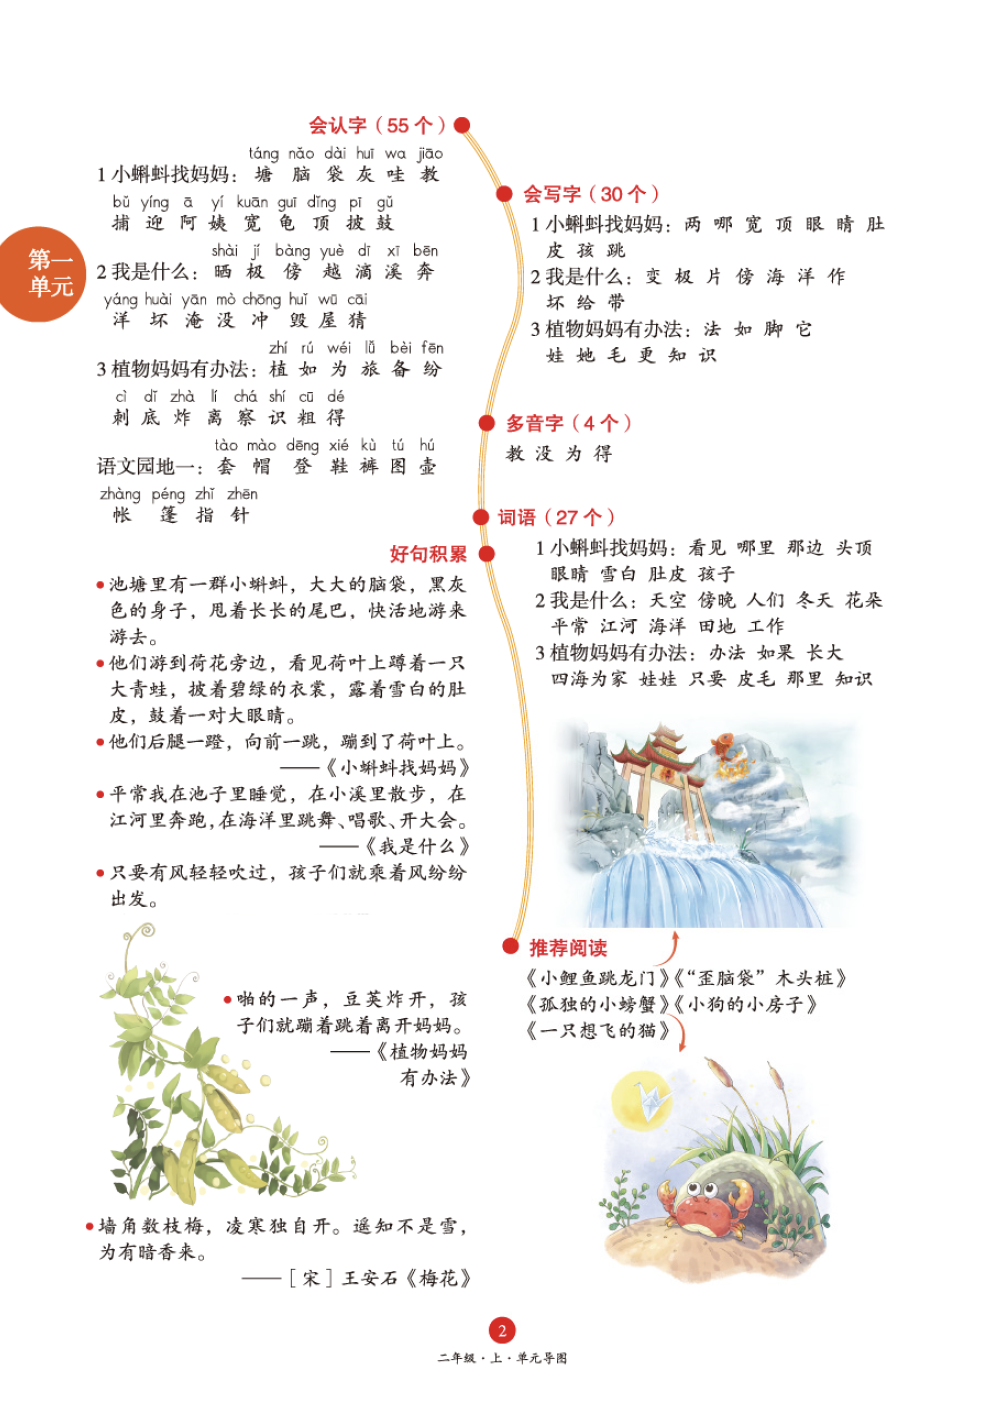 第一
单元
会认字（55个）
táng nǎo dài huī wa jiāo
1 小蝌蚪找妈妈：塘 脑 袋 灰 哇 教
bǔ yíng ā yí kuān guī dǐng pī gǔ
捕 迎 阿 姨 宽 龟 顶 披 鼓
shài jí bàng yuè dī xī bēn
2 我是什么：晒 极 傍 越 滴 溪 奔
yáng huài yān mò chōng huǐ wū cāi
洋 坏 淹 没 冲 毁 屋 猜
zhí rú wéi lǚ bèi fēn
3 植物妈妈有办法：植 如 为 旅 备 纷
cì dǐ zhà lí chá shí cū dé
刺 底 炸 离 察 识 粗 得
tào mào dēng xié kù tú hú
语文园地一：套 帽 登 鞋 裤 图 壶
zhàng péng zhǐ zhēn
帐 篷 指 针
好句积累
●池塘里有一群小蝌蚪，大大的脑袋，黑灰
色的身子，甩着长长的尾巴，快活地游来
游去。
●他们游到荷花旁边，看见荷叶上蹲着一只
大青蛙，披着碧绿的衣裳，露着雪白的肚
皮，鼓着一对大眼睛。
●他们后腿一蹬，向前一跳，蹦到了荷叶上。
——《小蝌蚪找妈妈》
●平常我在池子里睡觉，在小溪里散步，在
江河里奔跑，在海洋里跳舞、唱歌、开大会。
——《我是什么》
●只要有风轻轻吹过，孩子们就乘着风纷纷
出发。
●啪的一声，豆荚炸开，孩
子们就蹦着跳着离开妈妈。
——《植物妈妈
有办法》
●墙角数枝梅，凌寒独自开。遥知不是雪，
为有暗香来。
——［宋］王安石《梅花》
会写字（30个）
1 小蝌蚪找妈妈：两 哪 宽 顶 眼 睛 肚
皮 孩 跳
2 我是什么：变 极 片 傍 海 洋 作
坏 给 带
3 植物妈妈有办法：法 如 脚 它
娃 她 毛 更 知 识
多音字（4个）
教 没 为 得
词语（27个）
1 小蝌蚪找妈妈：看见 哪里 那边 头顶
眼睛 雪白 肚皮 孩子
2 我是什么：天空 傍晚 人们 冬天 花朵
平常 江河 海洋 田地 工作
3 植物妈妈有办法：办法 如果 长大
四海为家 娃娃 只要 皮毛 那里 知识
推荐阅读
《小鲤鱼跳龙门》《“歪脑袋”木头桩》
《孤独的小螃蟹》《小狗的小房子》
《一只想飞的猫》
2
二年级·上·单元导图